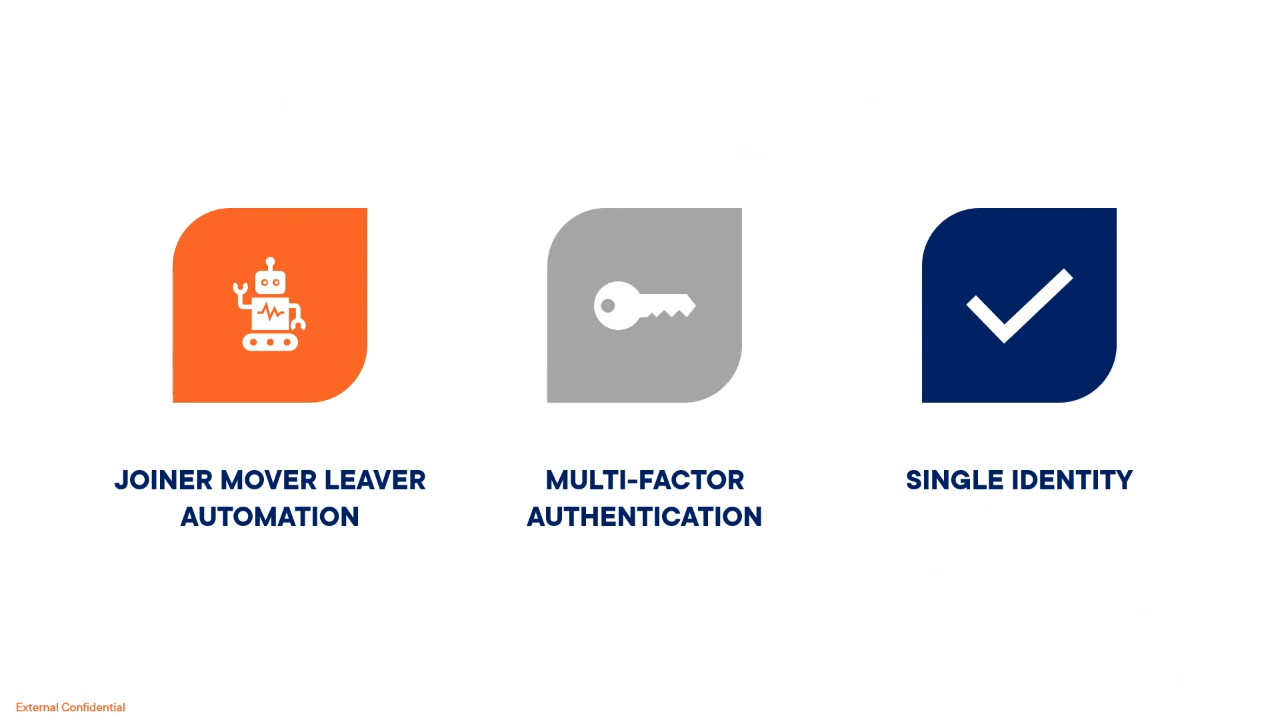 JOINER MOVER LEAVER
AUTOMATION
MULTI-FACTOR
AUTHENTICATION
SINGLE IDENTITY
External Confidential